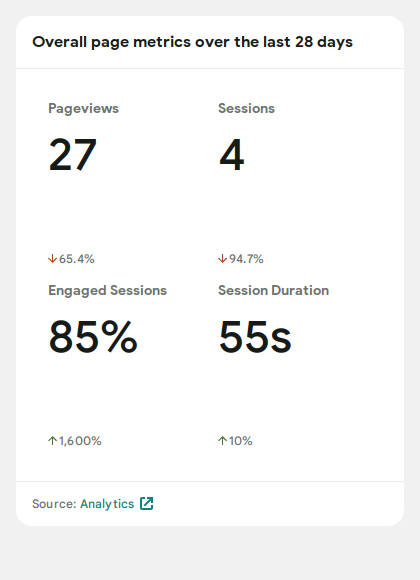 Overall page metrics over the last 28 days
Pageviews
27
65.4%
Sessions
4
94.7%
Engaged Sessions
85%
1,600%
Session Duration
55s
10%
Source: Analytics